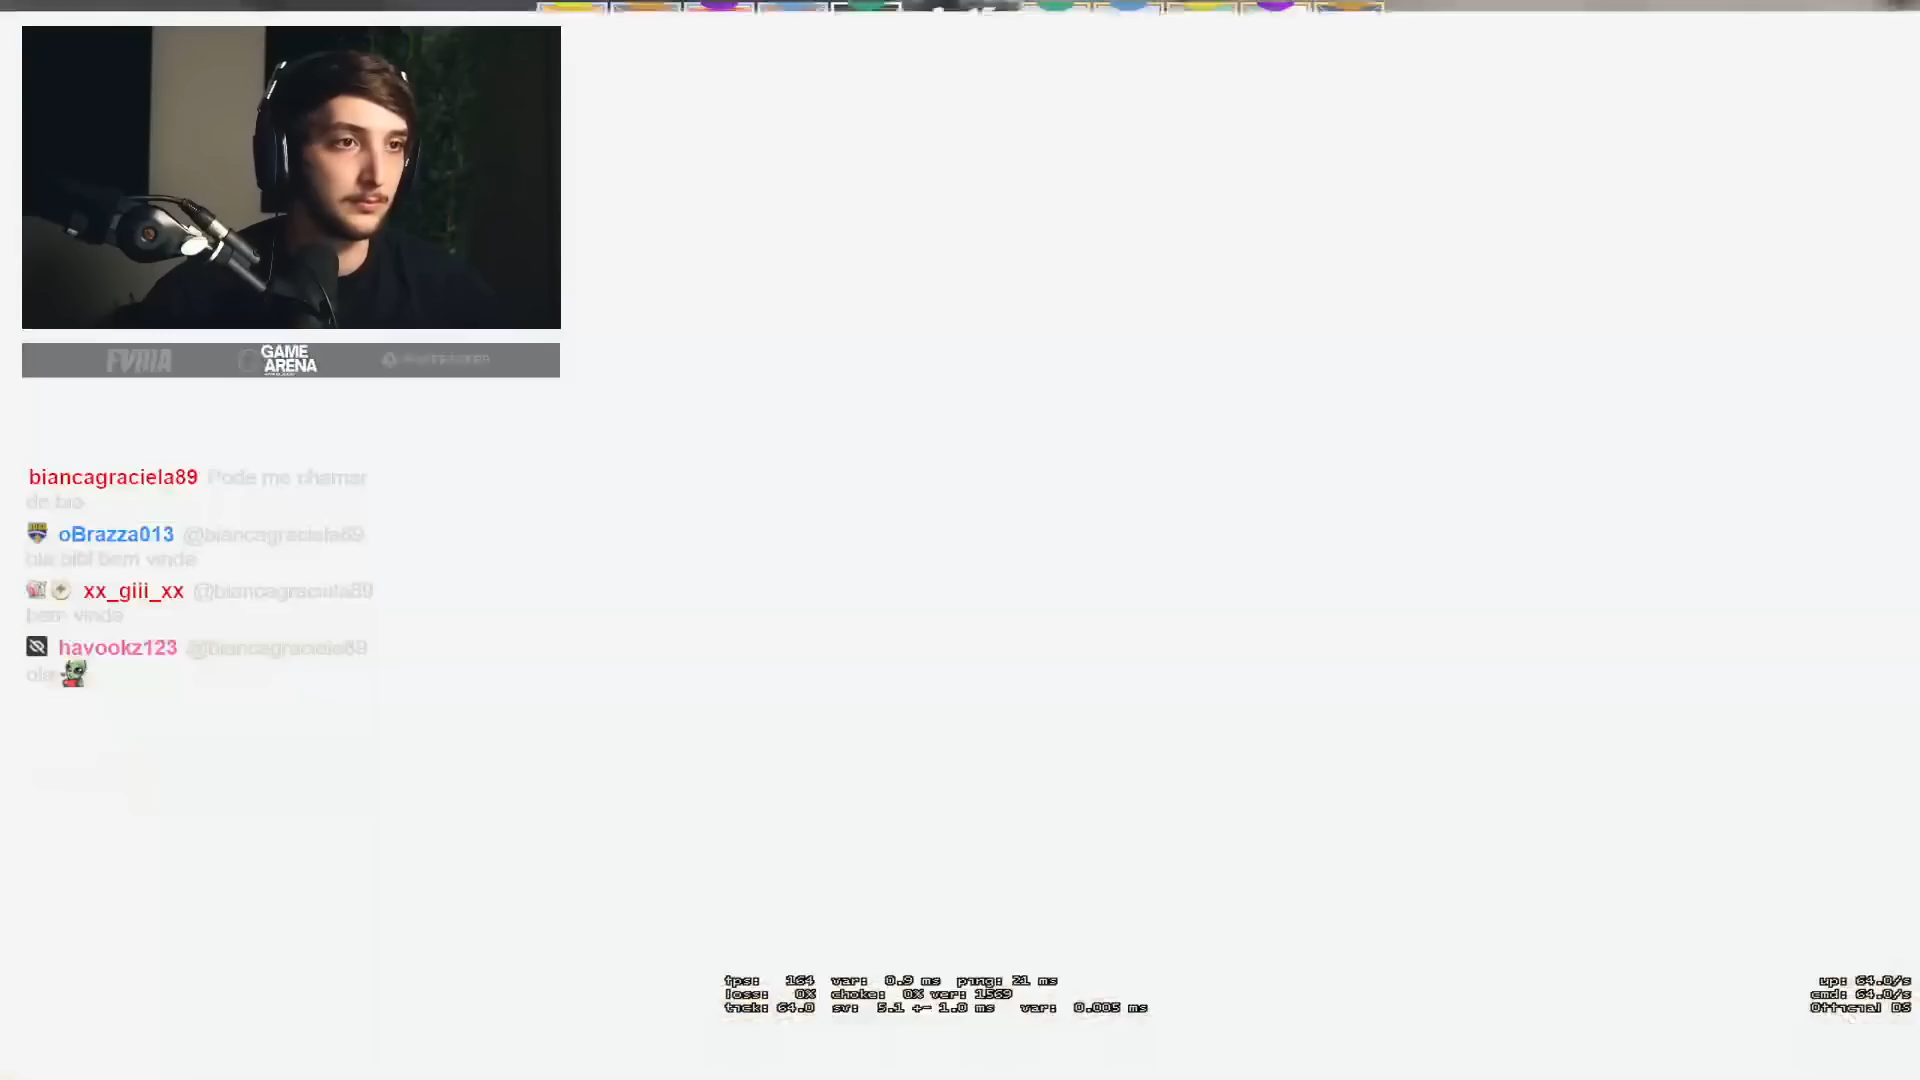 GAME
ARENA
biancagraciela89 Pode me chamar
de bia
oBrazza013 @biancagraciela89
ola bibi bem vinda
xx_giii_xx @biancagraciela89
bem vinda
havookz123 @biancagraciela89
ola
fps: 164 var: 0.9 ms ping: 21 ms
loss: 0% choke: 0% ver: 1569
tick: 64.0 sv: 5.1 +- 1.0 ms var: 0.005 ms
up: 64.0/s
cmd: 64.0/s
Official DS